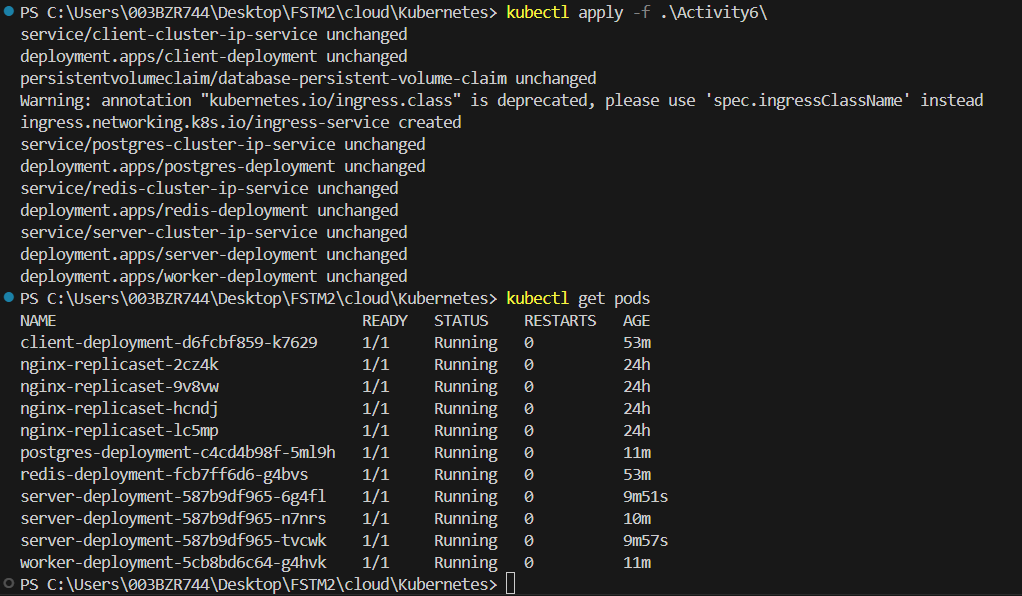 PS C:\Users\003BZR744\Desktop\FSTM2\cloud\Kubernetes> kubectl apply -f .\Activity6\
service/client-cluster-ip-service unchanged
deployment.apps/client-deployment unchanged
persistentvolumeclaim/database-persistent-volume-claim unchanged
Warning: annotation "kubernetes.io/ingress.class" is deprecated, please use 'spec.ingressClassName' instead
ingress.networking.k8s.io/ingress-service created
service/postgres-cluster-ip-service unchanged
deployment.apps/postgres-deployment unchanged
service/redis-cluster-ip-service unchanged
deployment.apps/redis-deployment unchanged
service/server-cluster-ip-service unchanged
deployment.apps/server-deployment unchanged
deployment.apps/worker-deployment unchanged
PS C:\Users\003BZR744\Desktop\FSTM2\cloud\Kubernetes> kubectl get pods
NAME READY STATUS RESTARTS AGE
client-deployment-d6fcbf859-k7629 1/1 Running 0 53m
nginx-replicaset-2cz4k 1/1 Running 0 24h
nginx-replicaset-9v8vw 1/1 Running 0 24h
nginx-replicaset-hcndj 1/1 Running 0 24h
nginx-replicaset-lc5mp 1/1 Running 0 24h
postgres-deployment-c4cd4b98f-5ml9h 1/1 Running 0 11m
redis-deployment-fcb7ff6d6-g4bvs 1/1 Running 0 53m
server-deployment-587b9df965-6g4fl 1/1 Running 0 9m51s
server-deployment-587b9df965-n7nrs 1/1 Running 0 10m
server-deployment-587b9df965-tvcwk 1/1 Running 0 9m57s
worker-deployment-5cb8bd6c64-g4hvk 1/1 Running 0 11m
PS C:\Users\003BZR744\Desktop\FSTM2\cloud\Kubernetes>